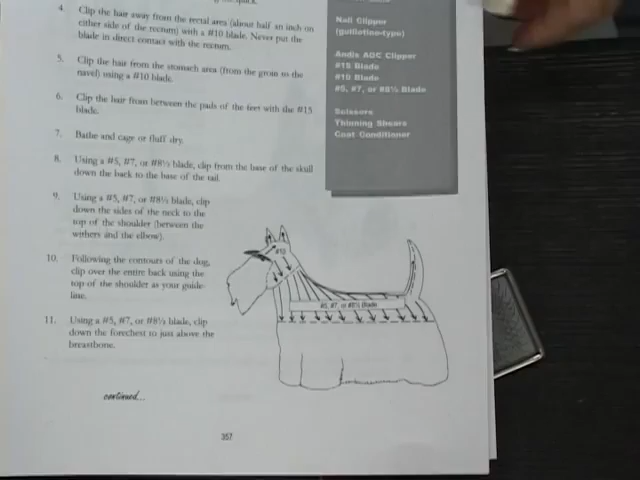 4. Clip the hair away from the rectal area (about half an inch on
either side of the rectum) with a #10 blade. Never put the
blade in direct contact with the rectum.
5. Clip the hair from the stomach area (from the groin to the
navel) using a #10 blade.
6. Clip the hair from between the pads of the feet with the #15
blade.
7. Bathe and cage or fluff dry.
8. Using a #5, #7, or #8½ blade, clip from the base of the skull
down the back to the base of the tail.
9. Using a #5, #7, or #8½ blade, clip
down the sides of the neck to the
top of the shoulder (between the
withers and the elbow).
10. Following the contours of the dog,
clip over the entire back using the
top of the shoulder as your guide-
line.
11. Using a #5, #7, or #8½ blade, clip
down the forechest to just above the
breastbone.
continued...
357
Nail Clipper
(guillotine-type)
Andis AGC Clipper
#15 Blade
#10 Blade
#5, #7, or #8½ Blade
Scissors
Thinning Shears
Coat Conditioner
#10
#5, #7, or #8½ Blade